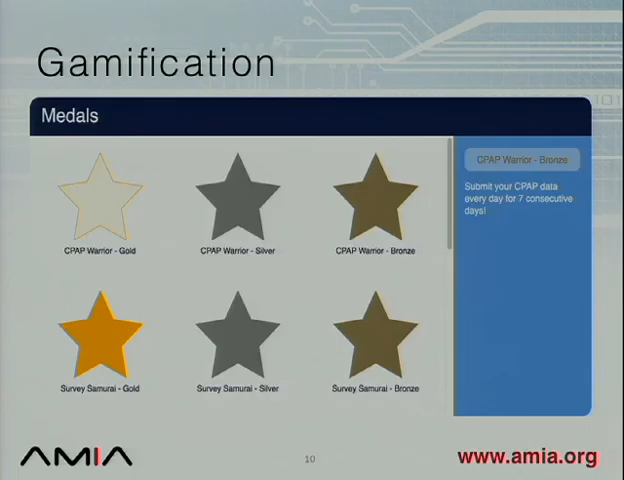 Gamification
Medals
CPAP Warrior - Gold
CPAP Warrior - Silver
CPAP Warrior - Bronze
Survey Samurai - Gold
Survey Samurai - Silver
Survey Samurai - Bronze
CPAP Warrior - Bronze
Submit your CPAP data
every day for 7 consecutive
days!
AMIA
10
www.amia.org